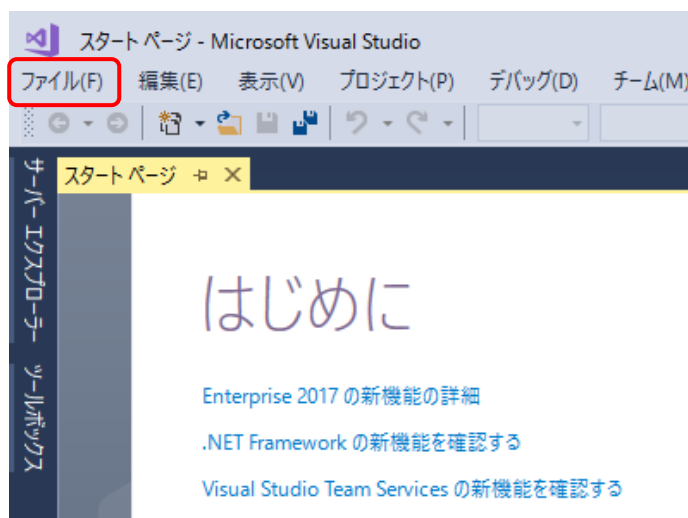 スタート ページ - Microsoft Visual Studio
ファイル(F) 編集(E) 表示(V) プロジェクト(P) デバッグ(D) チーム(M)
スタート ページ
サーバー エクスプローラー
ツールボックス
はじめに
Enterprise 2017 の新機能の詳細
.NET Framework の新機能を確認する
Visual Studio Team Services の新機能を確認する